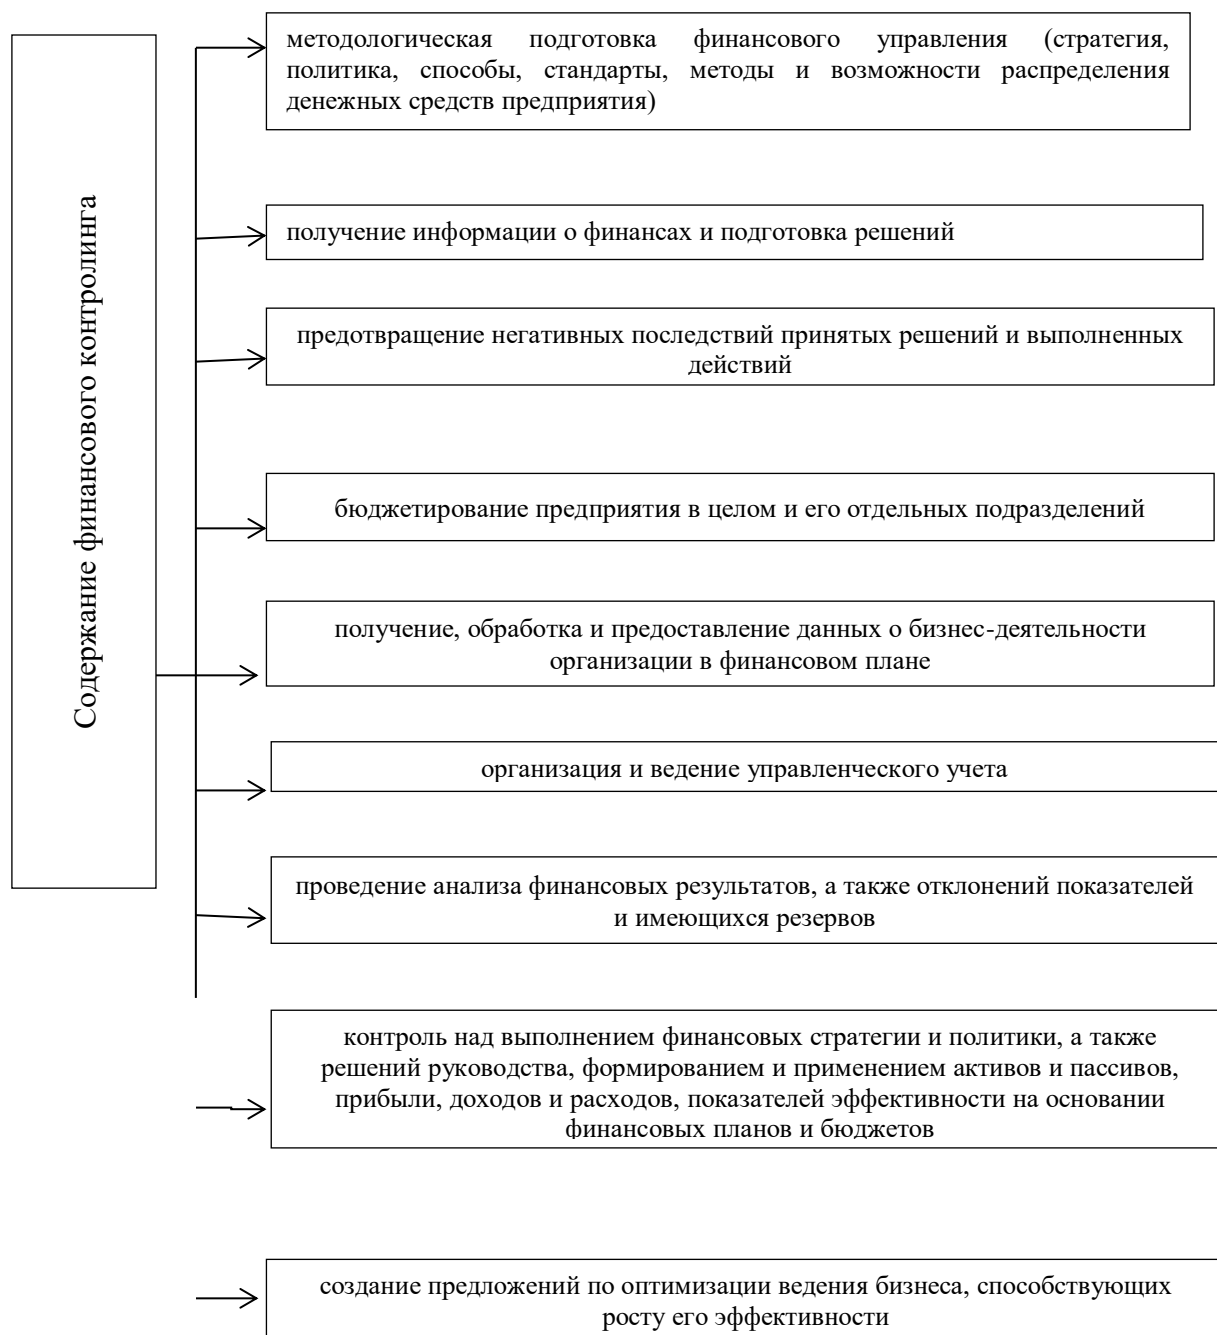 Содержание финансового контролинга
методологическая подготовка финансового управления (стратегия,
политика, способы, стандарты, методы и возможности распределения
денежных средств предприятия)
получение информации о финансах и подготовка решений
предотвращение негативных последствий принятых решений и выполненных
действий
бюджетирование предприятия в целом и его отдельных подразделений
получение, обработка и предоставление данных о бизнес-деятельности
организации в финансовом плане
организация и ведение управленческого учета
проведение анализа финансовых результатов, а также отклонений показателей
и имеющихся резервов
контроль над выполнением финансовых стратегии и политики, а также
решений руководства, формированием и применением активов и пассивов,
прибыли, доходов и расходов, показателей эффективности на основании
финансовых планов и бюджетов
создание предложений по оптимизации ведения бизнеса, способствующих
росту его эффективности